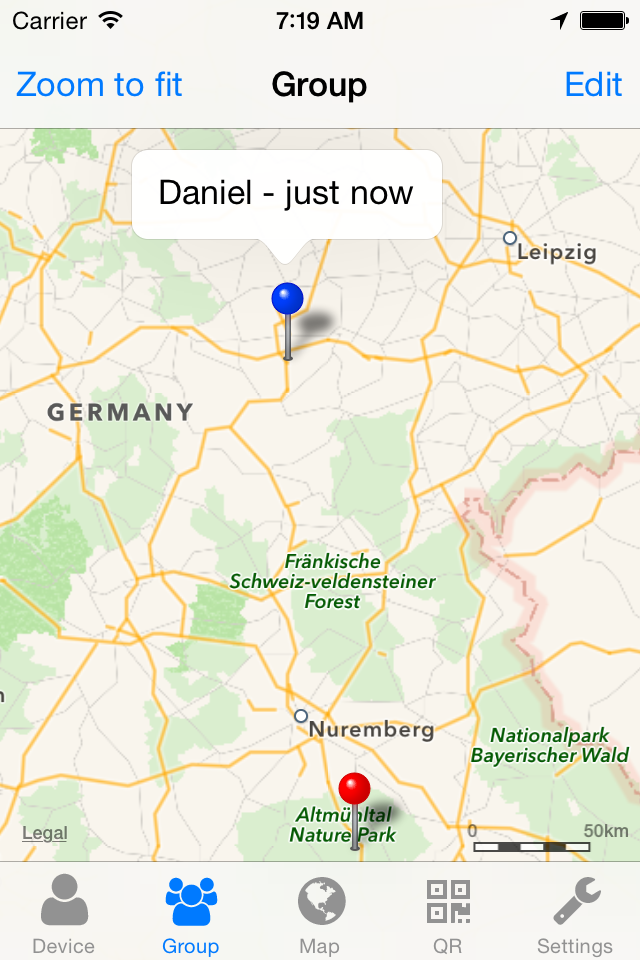 Carrier 7:19 AM
Zoom to fit Group Edit
Daniel - just now
Leipzig
GERMANY
Fränkische
Schweiz-veldensteiner
Forest
Nuremberg
Nationalpark
Bayerischer Wald
Altmühltal
Nature Park
Legal
0 50km
Device Group Map QR Settings